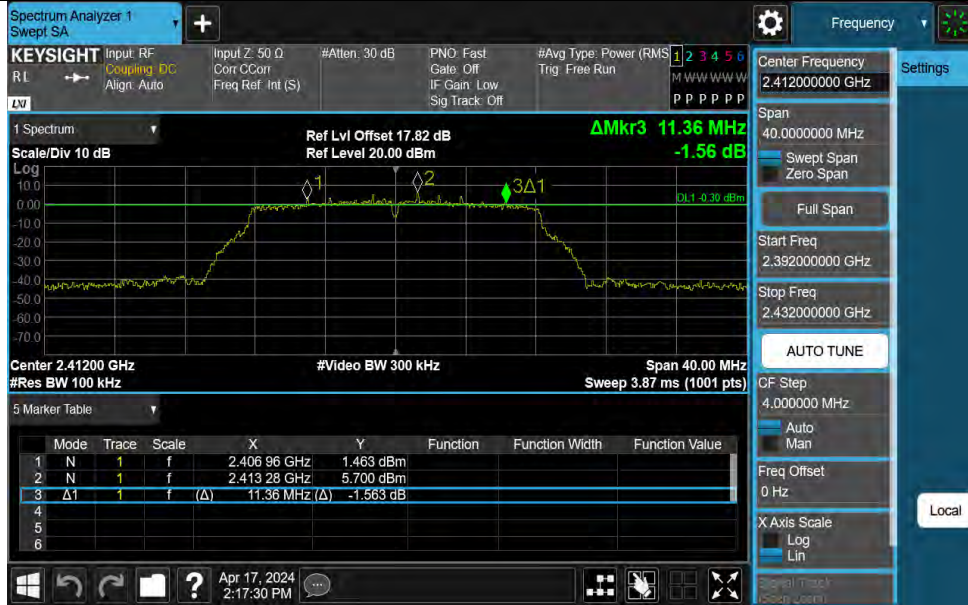 Spectrum Analyzer 1
Swept SA
+
Frequency
KEYSIGHT
RL
LXI
Input: RF
Coupling: DC
Align: Auto
Input Z: 50 Ω
Corr CCorr
Freq Ref: Int (S)
#Atten: 30 dB
PNO: Fast
Gate: Off
IF Gain: Low
Sig Track: Off
#Avg Type: Power (RMS
Trig: Free Run
1 2 3 4 5 6
M W W W W W
P P P P P P
1 Spectrum
Scale/Div 10 dB
Ref Lvl Offset 17.82 dB
Ref Level 20.00 dBm
ΔMkr3 11.36 MHz
-1.56 dB
Log
10.0
0.00
-10.0
-20.0
-30.0
-40.0
-50.0
-60.0
-70.0
1
2
3Δ1
DL1 -0.30 dBm
Center 2.41200 GHz
#Video BW 300 kHz
Span 40.00 MHz
#Res BW 100 kHz
Sweep 3.87 ms (1001 pts)
5 Marker Table
Mode Trace Scale X Y Function Function Width Function Value
1 N 1 f 2.406 96 GHz 1.463 dBm
2 N 1 f 2.413 28 GHz 5.700 dBm
3 Δ1 1 f (Δ) 11.36 MHz (Δ) -1.563 dB
4
5
6
?
Apr 17, 2024
2:17:30 PM
Center Frequency
2.412000000 GHz
Span
40.0000000 MHz
Swept Span
Zero Span
Full Span
Start Freq
2.392000000 GHz
Stop Freq
2.432000000 GHz
AUTO TUNE
CF Step
4.000000 MHz
Auto
Man
Freq Offset
0 Hz
X Axis Scale
Log
Lin
Signal Track
(Span Zoom)
Settings
Local